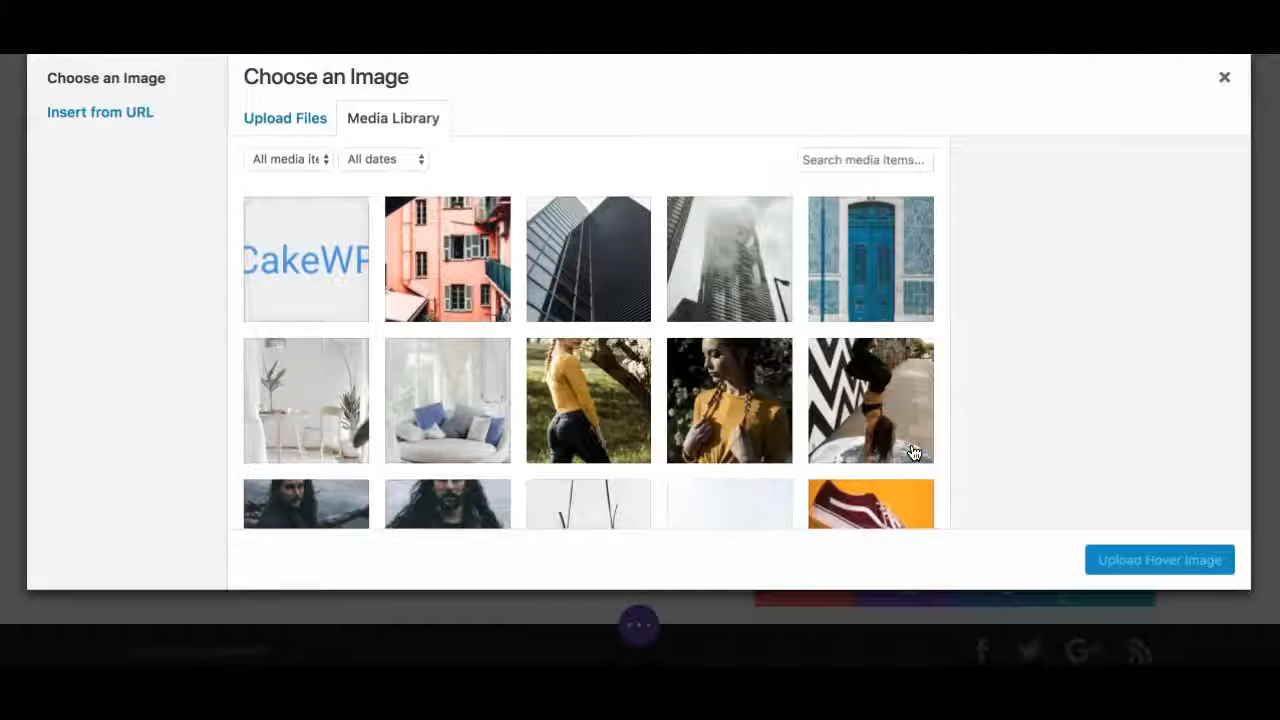 Choose an Image
Insert from URL
Choose an Image
×
Upload Files
Media Library
All media ite
All dates
Search media items...
CakeWP
Upload Hover Image